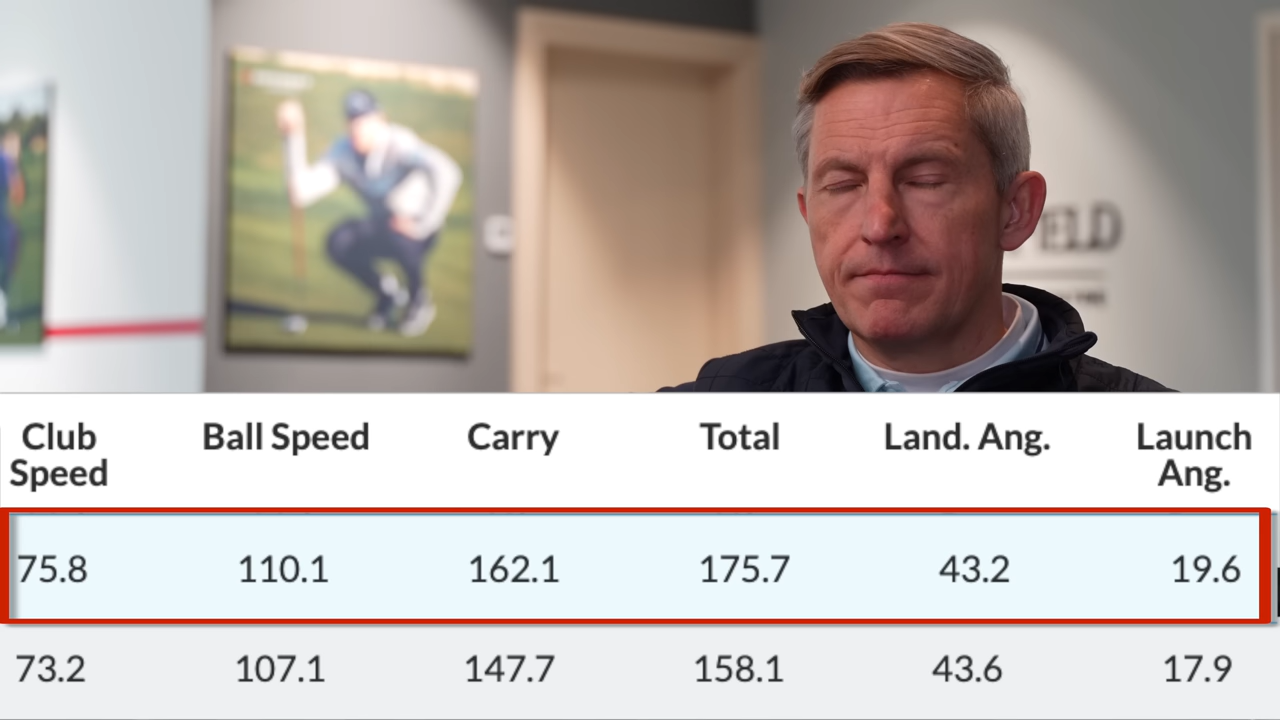 ELD
Club Speed Ball Speed Carry Total Land. Ang. Launch Ang.
75.8 110.1 162.1 175.7 43.2 19.6
73.2 107.1 147.7 158.1 43.6 17.9